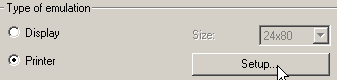 Type of emulation
Display
Size:
24x80
Printer
Setup...